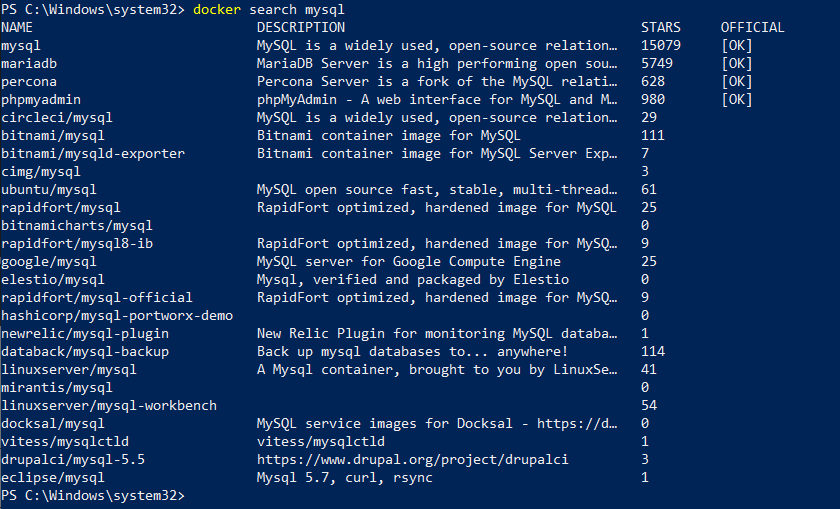 PS C:\Windows\system32> docker search mysql
NAME DESCRIPTION STARS OFFICIAL
mysql MySQL is a widely used, open-source relation… 15079 [OK]
mariadb MariaDB Server is a high performing open sou… 5749 [OK]
percona Percona Server is a fork of the MySQL relati… 628 [OK]
phpmyadmin phpMyAdmin - A web interface for MySQL and M… 980 [OK]
circleci/mysql MySQL is a widely used, open-source relation… 29
bitnami/mysql Bitnami container image for MySQL 111
bitnami/mysqld-exporter Bitnami container image for MySQL Server Exp… 7
cimg/mysql 3
ubuntu/mysql MySQL open source fast, stable, multi-thread… 61
rapidfort/mysql RapidFort optimized, hardened image for MySQL 25
bitnamicharts/mysql 0
rapidfort/mysql8-ib RapidFort optimized, hardened image for MySQ… 9
google/mysql MySQL server for Google Compute Engine 25
elestio/mysql Mysql, verified and packaged by Elestio 0
rapidfort/mysql-official RapidFort optimized, hardened image for MySQ… 9
hashicorp/mysql-portworx-demo 0
newrelic/mysql-plugin New Relic Plugin for monitoring MySQL databa… 1
databack/mysql-backup Back up mysql databases to... anywhere! 114
linuxserver/mysql A Mysql container, brought to you by LinuxSe… 41
mirantis/mysql 0
linuxserver/mysql-workbench 54
docksal/mysql MySQL service images for Docksal - https://d… 0
vitess/mysqlctld vitess/mysqlctld 1
drupalci/mysql-5.5 https://www.drupal.org/project/drupalci 3
eclipse/mysql Mysql 5.7, curl, rsync 1
PS C:\Windows\system32>